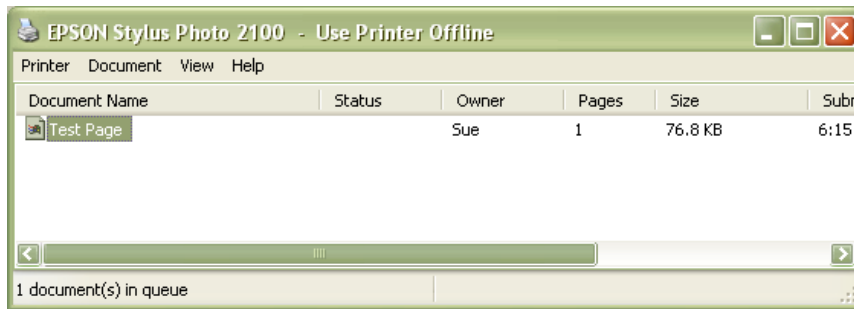 EPSON Stylus Photo 2100 - Use Printer Offline
Printer Document View Help
Document Name Status Owner Pages Size Subr
Test Page Sue 1 76.8 KB 6:15
1 document(s) in queue